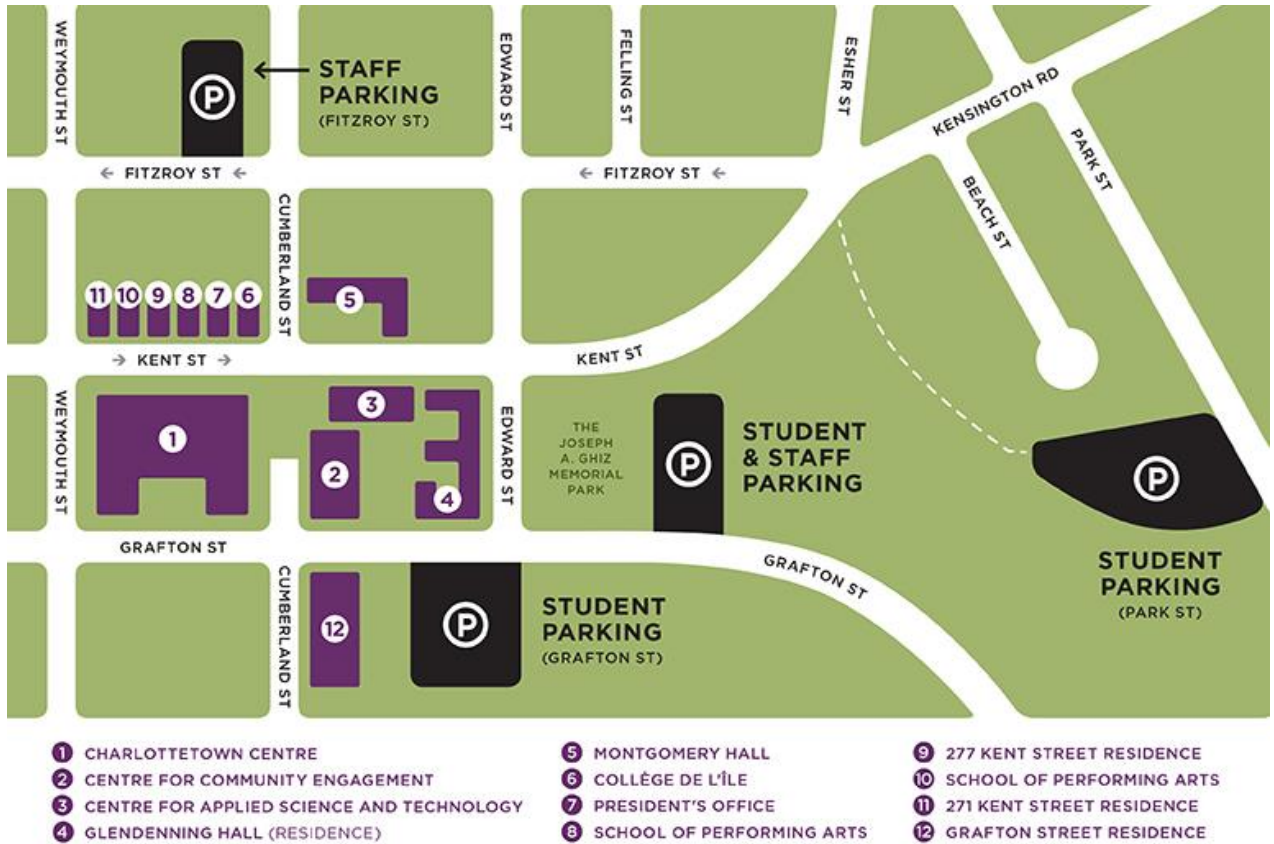 WEYMOUTH ST
P
STAFF
PARKING
(FITZROY ST)
EDWARD ST
FELLING ST
ESHER ST
KENSINGTON RD
PARK ST
← FITZROY ST ←
← FITZROY ST ←
BEACH ST
CUMBERLAND ST
11 10 9 8 7 6
5
→ KENT ST →
KENT ST
WEYMOUTH ST
1
2
3
4
EDWARD ST
THE
JOSEPH
A. GHIZ
MEMORIAL
PARK
P
STUDENT
& STAFF
PARKING
P
STUDENT
PARKING
(PARK ST)
GRAFTON ST
GRAFTON ST
CUMBERLAND ST
12
P
STUDENT
PARKING
(GRAFTON ST)
1 CHARLOTTETOWN CENTRE
2 CENTRE FOR COMMUNITY ENGAGEMENT
3 CENTRE FOR APPLIED SCIENCE AND TECHNOLOGY
4 GLENDENNING HALL (RESIDENCE)
5 MONTGOMERY HALL
6 COLLÈGE DE L'ÎLE
7 PRESIDENT'S OFFICE
8 SCHOOL OF PERFORMING ARTS
9 277 KENT STREET RESIDENCE
10 SCHOOL OF PERFORMING ARTS
11 271 KENT STREET RESIDENCE
12 GRAFTON STREET RESIDENCE